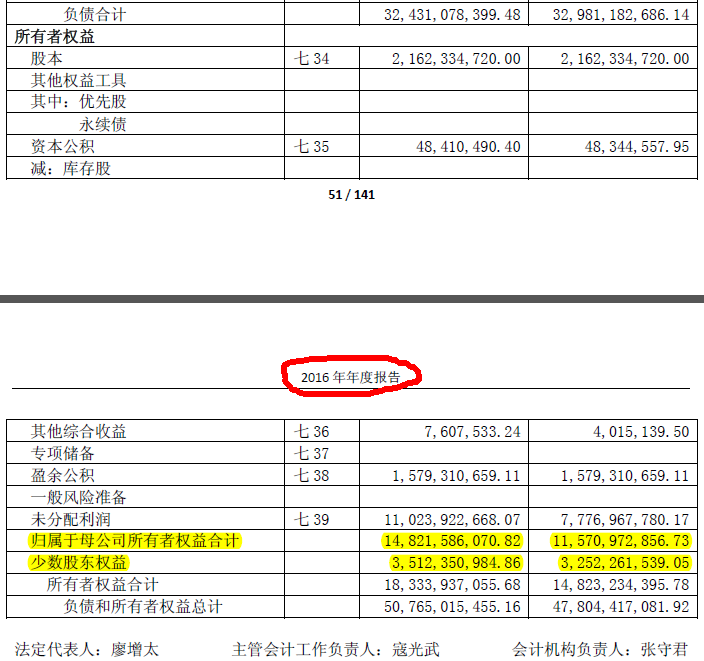 负债合计 32,431,078,399.48 32,981,182,686.14
所有者权益
股本 七 34 2,162,334,720.00 2,162,334,720.00
其他权益工具
其中：优先股
永续债
资本公积 七 35 48,410,490.40 48,344,557.95
减：库存股
51 / 141
2016 年年度报告
其他综合收益 七 36 7,607,533.24 4,015,139.50
专项储备 七 37
盈余公积 七 38 1,579,310,659.11 1,579,310,659.11
一般风险准备
未分配利润 七 39 11,023,922,668.07 7,776,967,780.17
归属于母公司所有者权益合计 14,821,586,070.82 11,570,972,856.73
少数股东权益 3,512,350,984.86 3,252,261,539.05
所有者权益合计 18,333,937,055.68 14,823,234,395.78
负债和所有者权益总计 50,765,015,455.16 47,804,417,081.92
法定代表人：廖增太 主管会计工作负责人：寇光武 会计机构负责人：张守君